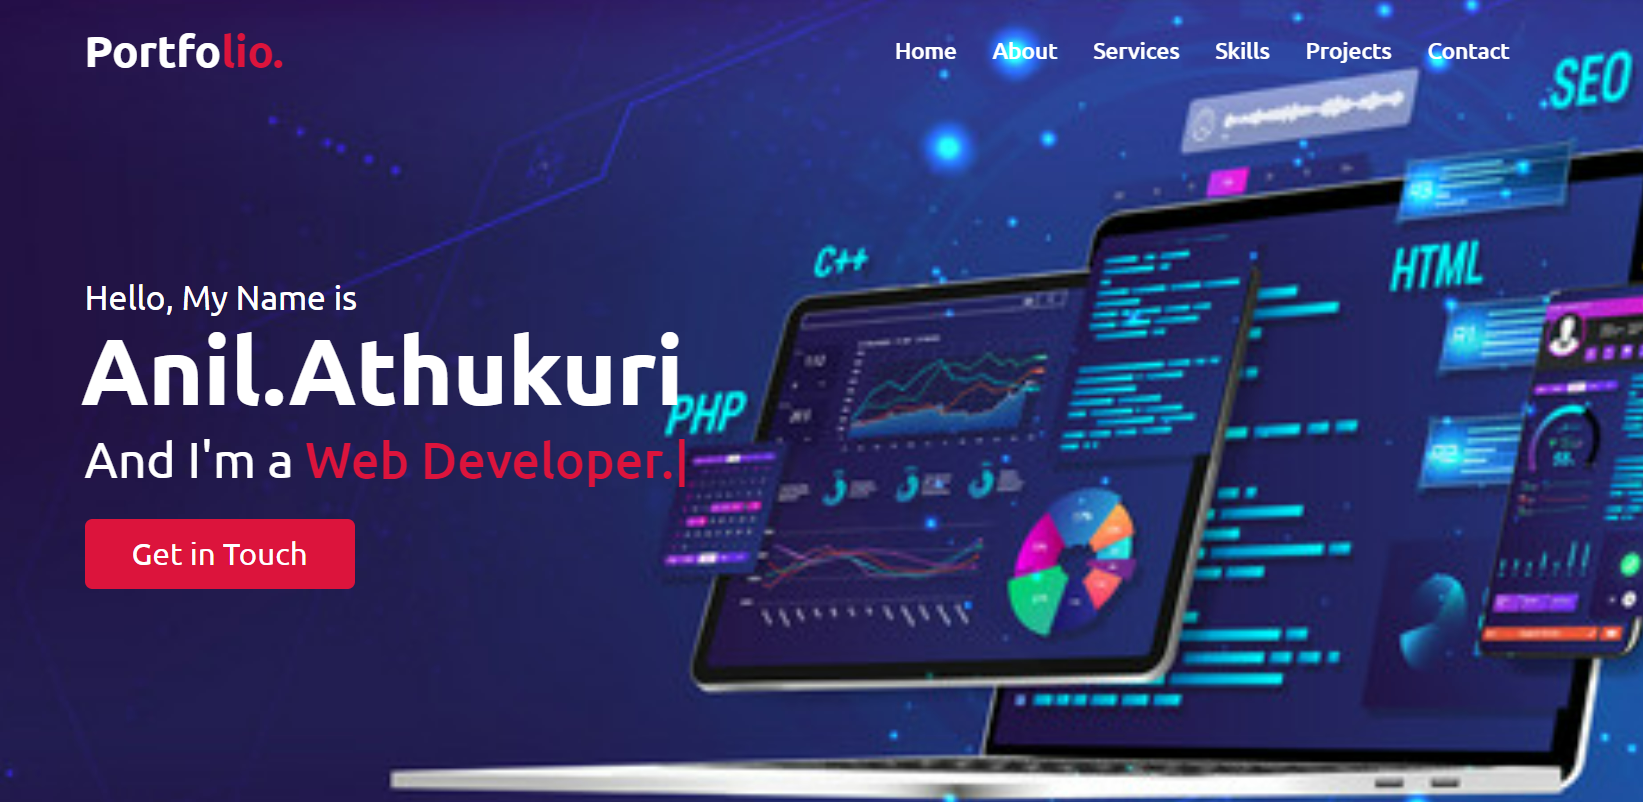 Portfolio.
Home About Services Skills Projects Contact
SEO
C++
HTML
Hello, My Name is
Anil.Athukuri
PHP
And I'm a Web Developer.|
Get in Touch